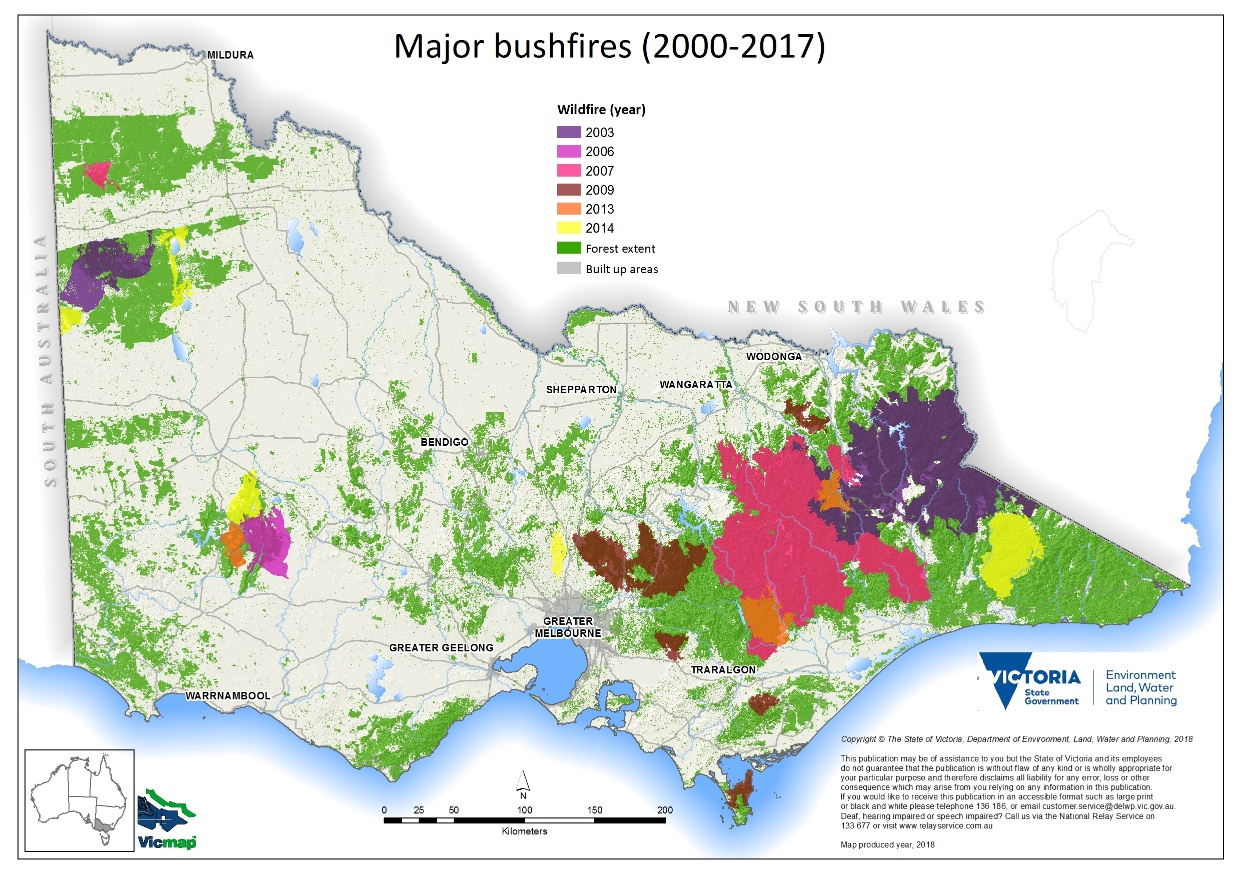 Major bushfires (2000-2017)
MILDURA
Wildfire (year)
2003
2006
2007
2009
2013
2014
Forest extent
Built up areas
SOUTH AUSTRALIA
NEW SOUTH WALES
WODONGA
SHEPPARTON
WANGARATTA
BENDIGO
GREATER
MELBOURNE
GREATER GEELONG
TRARALGON
WARRNAMBOOL
VICTORIA
State
Government
Environment
Land, Water
and Planning
Copyright © The State of Victoria, Department of Environment, Land, Water and Planning, 2018
This publication may be of assistance to you but the State of Victoria and its employees
do not guarantee that the publication is without flaw of any kind or is wholly appropriate for
your particular purpose and therefore disclaims all liability for any error, loss or other
consequence which may arise from you relying on any information in this publication.
If you would like to receive this publication in an accessible format such as large print
or black and white please telephone 136 186, or email customer.service@delwp.vic.gov.au.
Deaf, hearing impaired or speech impaired? Call us via the National Relay Service on
133 677 or visit www.relayservice.com.au
Map produced year, 2018
N
0 25 50 100 150 200
Kilometers
Vicmap